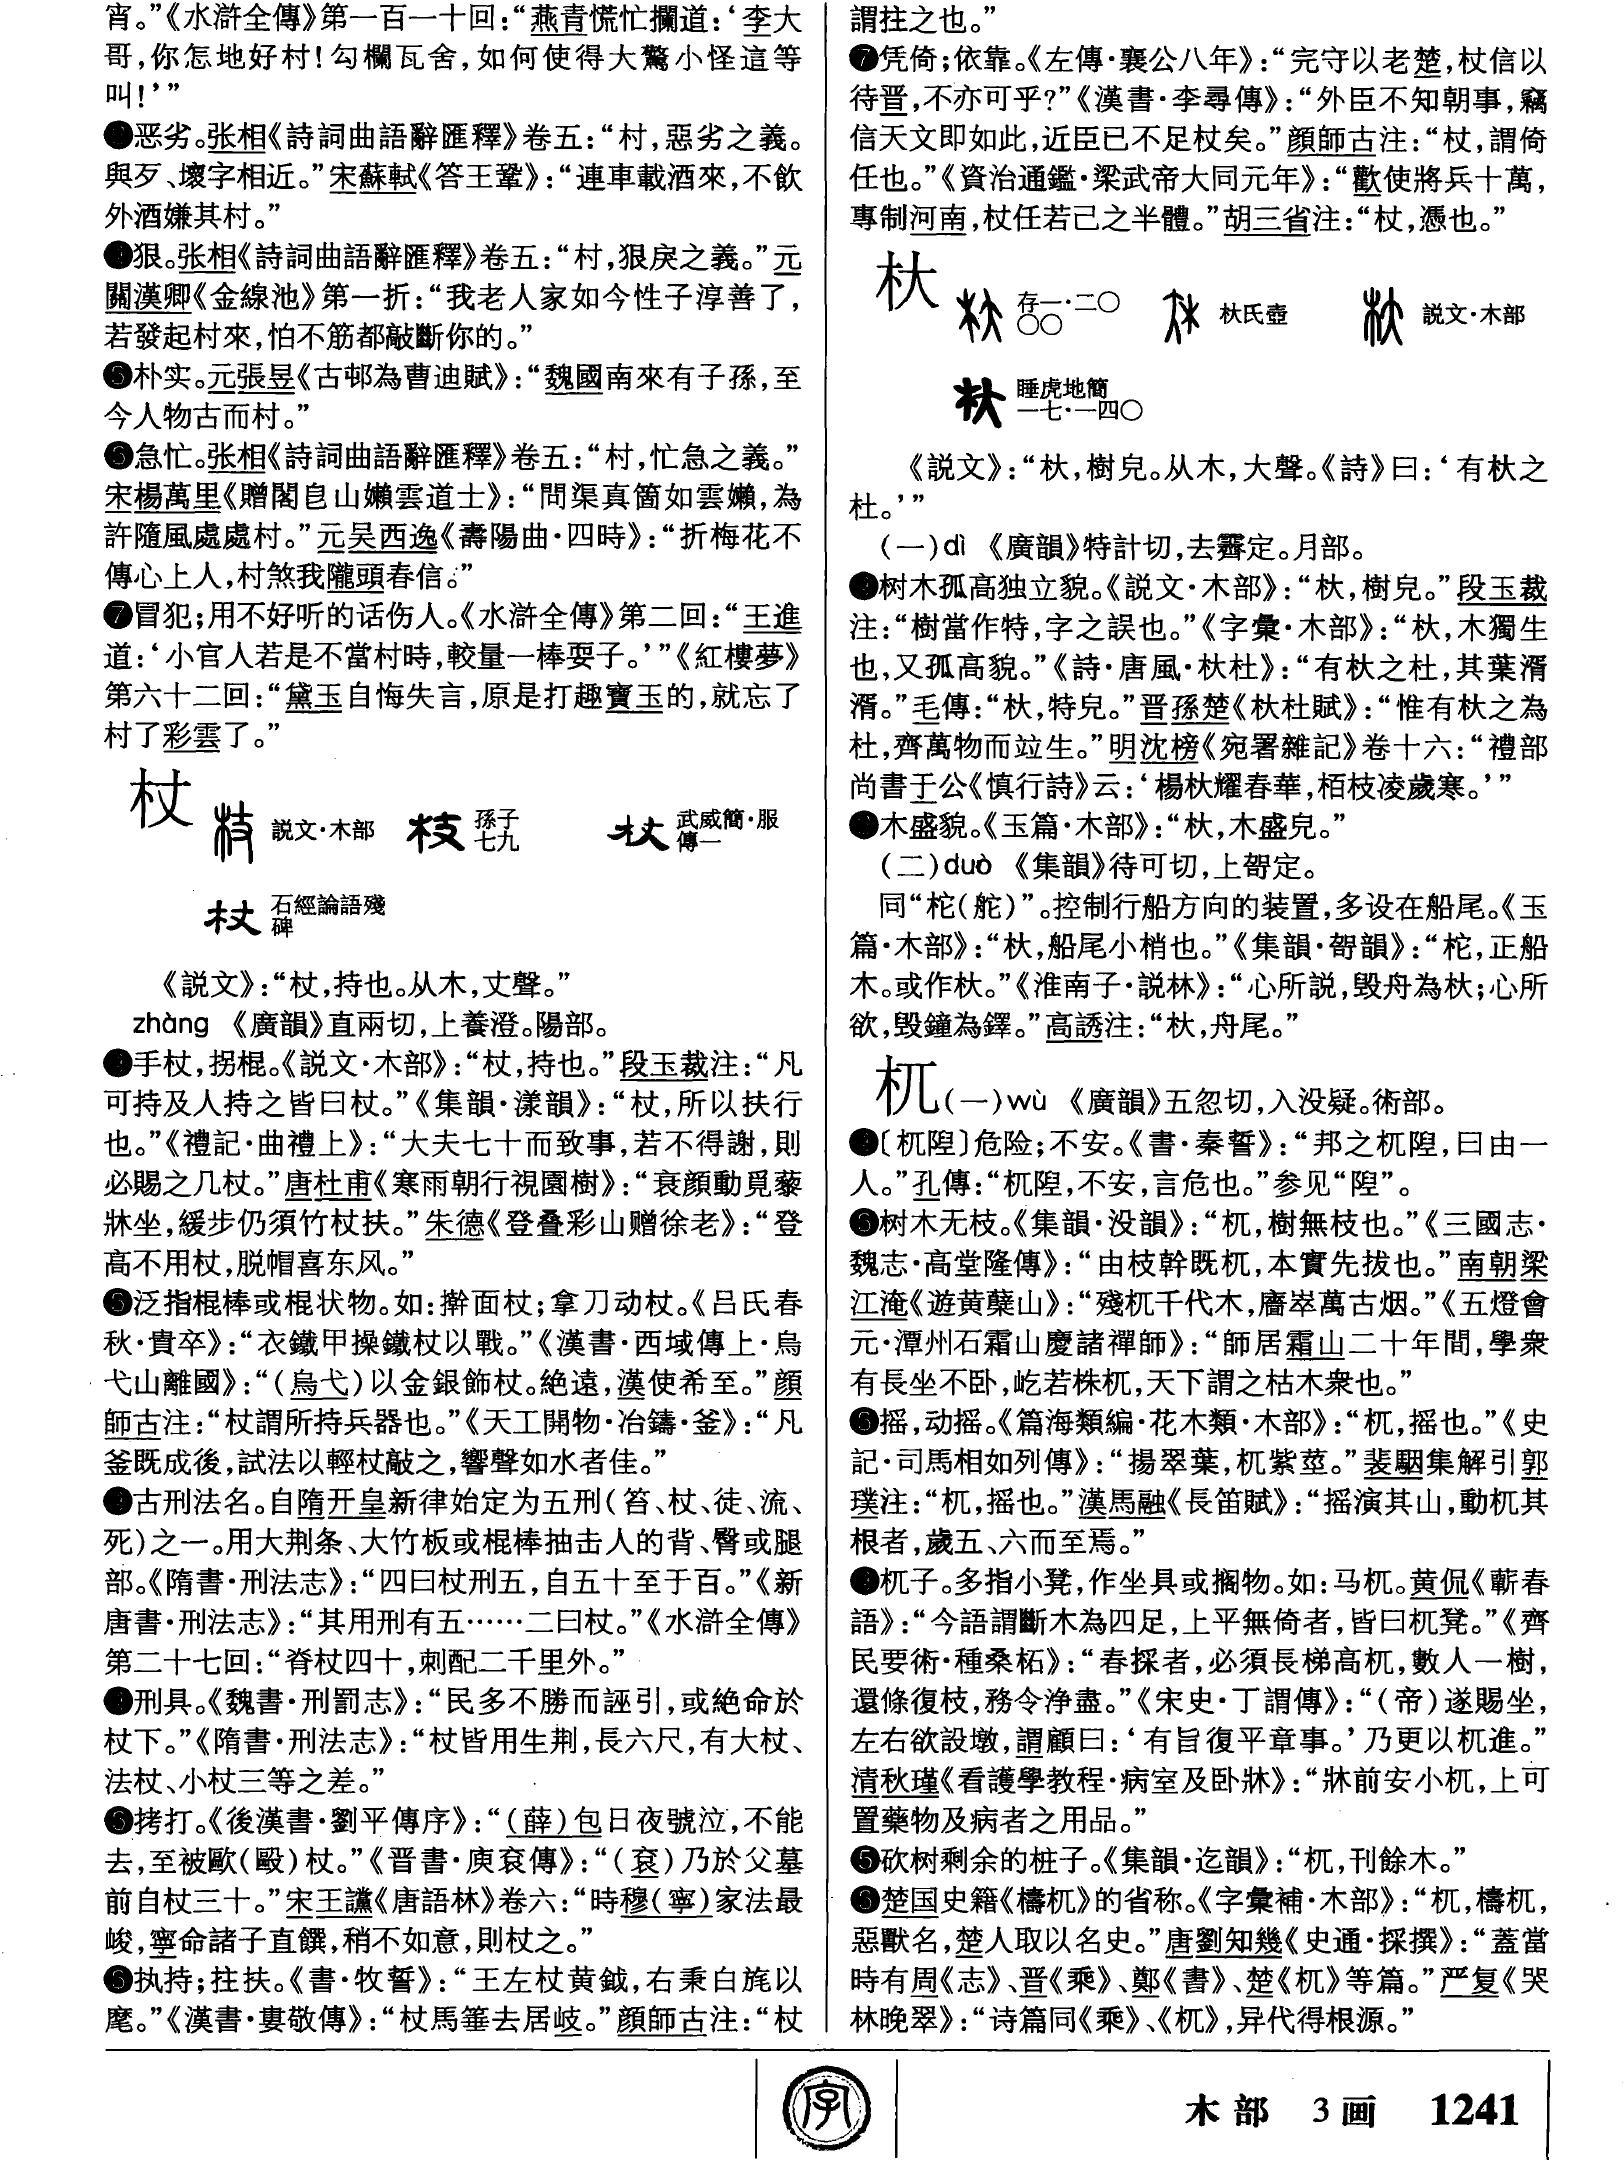 宵。”《水滸全傳》第一百一十回:“燕青慌忙攔道:‘李大
哥,你怎地好村!勾欄瓦舍,如何使得大驚小怪這等
叫!’”
恶劣。张相《詩詞曲語辭匯釋》卷五:“村,惡劣之義。
與歹、壞字相近。”宋蘇軾《答王鞏》:“連車載酒來,不飲
外酒嫌其村。”
狠。张相《詩詞曲語辭匯釋》卷五:“村,狠戾之義。”元
關漢卿《金線池》第一折:“我老人家如今性子淳善了,
若發起村來,怕不筋都敲斷你的。”
❺朴实。元張昱《古邨為曹迪賦》:“魏國南來有子孫,至
今人物古而村。”
❻急忙。张相《詩詞曲語辭匯釋》卷五:“村,忙急之義。”
宋楊萬里《贈閣皀山嬾雲道士》:“問渠真箇如雲嬾,為
許隨風處處村。”元吴西逸《壽陽曲·四時》:“折梅花不
傳心上人,村煞我隴頭春信。”
❼冒犯;用不好听的话伤人。《水滸全傳》第二回:“王進
道:‘小官人若是不當村時,較量一棒耍子。’”《紅樓夢》
第六十二回:“黛玉自悔失言,原是打趣寶玉的,就忘了
村了彩雲了。”
杖 説文·木部 孫子七九 武威簡·服傳一
石經論語殘碑
《説文》:“杖,持也。从木,丈聲。”
zhàng 《廣韻》直兩切,上養澄。陽部。
手杖,拐棍。《説文·木部》:“杖,持也。”段玉裁注:“凡
可持及人持之皆曰杖。”《集韻·漾韻》:“杖,所以扶行
也。”《禮記·曲禮上》:“大夫七十而致事,若不得謝,則
必賜之几杖。”唐杜甫《寒雨朝行視園樹》:“衰顔動覓藜
牀坐,緩步仍須竹杖扶。”朱德《登叠彩山赠徐老》:“登
高不用杖,脱帽喜东风。”
泛指棍棒或棍状物。如:擀面杖;拿刀动杖。《吕氏春
秋·貴卒》:“衣鐵甲操鐵杖以戰。”《漢書·西域傳上·烏
弋山離國》:“(烏弋)以金銀飾杖。絶遠,漢使希至。”顔
師古注:“杖謂所持兵器也。”《天工開物·冶鑄·釜》:“凡
釜既成後,試法以輕杖敲之,響聲如水者佳。”
古刑法名。自隋开皇新律始定为五刑(笞、杖、徒、流、
死)之一。用大荆条、大竹板或棍棒抽击人的背、臀或腿
部。《隋書·刑法志》:“四曰杖刑五,自五十至于百。”《新
唐書·刑法志》:“其用刑有五……二曰杖。”《水滸全傳》
第二十七回:“脊杖四十,刺配二千里外。”
刑具。《魏書·刑罰志》:“民多不勝而誣引,或絶命於
杖下。”《隋書·刑法志》:“杖皆用生荆,長六尺,有大杖、
法杖、小杖三等之差。”
拷打。《後漢書·劉平傳序》:“(薛)包日夜號泣,不能
去,至被歐(毆)杖。”《晋書·庾袞傳》:“(袞)乃於父墓
前自杖三十。”宋王讜《唐語林》卷六:“時穆(寧)家法最
峻,寧命諸子直饌,稍不如意,則杖之。”
执持;拄扶。《書·牧誓》:“王左杖黄鉞,右秉白旄以
麾。”《漢書·婁敬傳》:“杖馬箠去居岐。”顔師古注:“杖
謂拄之也。”
❼凭倚;依靠。《左傳·襄公八年》:“完守以老楚,杖信以
待晋,不亦可乎?”《漢書·李尋傳》:“外臣不知朝事,竊
信天文即如此,近臣已不足杖矣。”顔師古注:“杖,謂倚
任也。”《資治通鑑·梁武帝大同元年》:“歡使將兵十萬,
專制河南,杖任若己之半體。”胡三省注:“杖,憑也。”
杕 存一·二〇〇〇 杕氏壺 説文·木部
睡虎地簡一七·一四〇
《説文》:“杕,樹皃。从木,大聲。《詩》曰:‘有杕之
杜。’”
(一)dì 《廣韻》特計切,去霽定。月部。
树木孤高独立貌。《説文·木部》:“杕,樹皃。”段玉裁
注:“樹當作特,字之誤也。”《字彙·木部》:“杕,木獨生
也,又孤高貌。”《詩·唐風·杕杜》:“有杕之杜,其葉湑
湑。”毛傳:“杕,特皃。”晋孫楚《杕杜賦》:“惟有杕之為
杜,齊萬物而竝生。”明沈榜《宛署雜記》卷十六:“禮部
尚書于公《慎行詩》云:‘楊杕耀春華,栢枝凌歲寒。’”
木盛貌。《玉篇·木部》:“杕,木盛皃。”
(二)duò 《集韻》待可切,上哿定。
同“柁(舵)”。控制行船方向的装置,多设在船尾。《玉
篇·木部》:“杕,船尾小梢也。”《集韻·哿韻》:“柁,正船
木。或作杕。”《淮南子·説林》:“心所説,毁舟為杕;心所
欲,毁鐘為鐸。”高誘注:“杕,舟尾。”
杌(一)wù 《廣韻》五忽切,入没疑。術部。
〔杌隉〕危险;不安。《書·秦誓》:“邦之杌隉,曰由一
人。”孔傳:“杌隉,不安,言危也。”参见“隉”。
树木无枝。《集韻·没韻》:“杌,樹無枝也。”《三國志·
魏志·高堂隆傳》:“由枝幹既杌,本實先拔也。”南朝梁
江淹《遊黄蘗山》:“殘杌千代木,廧崒萬古烟。”《五燈會
元·潭州石霜山慶諸禪師》:“師居霜山二十年間,學衆
有長坐不卧,屹若株杌,天下謂之枯木衆也。”
摇,动摇。《篇海類編·花木類·木部》:“杌,摇也。”《史
記·司馬相如列傳》:“揚翠葉,杌紫莖。”裴駰集解引郭
璞注:“杌,摇也。”漢馬融《長笛賦》:“摇演其山,動杌其
根者,歲五、六而至焉。”
杌子。多指小凳,作坐具或搁物。如:马杌。黄侃《蘄春
語》:“今語謂斷木為四足,上平無倚者,皆曰杌凳。”《齊
民要術·種桑柘》:“春採者,必須長梯高杌,數人一樹,
還條復枝,務令浄盡。”《宋史·丁謂傳》:“(帝)遂賜坐,
左右欲設墩,謂顧曰:‘有旨復平章事。’乃更以杌進。”
清秋瑾《看護學教程·病室及卧牀》:“牀前安小杌,上可
置藥物及病者之用品。”
❺砍树剩余的桩子。《集韻·迄韻》:“杌,刊餘木。”
❻楚国史籍《檮杌》的省称。《字彙補·木部》:“杌,檮杌,
惡獸名,楚人取以名史。”唐劉知幾《史通·採撰》:“蓋當
時有周《志》、晋《乘》、鄭《書》、楚《杌》等篇。”严复《哭
林晚翠》:“诗篇同《乘》、《杌》,异代得根源。”
字
木部 3画 1241